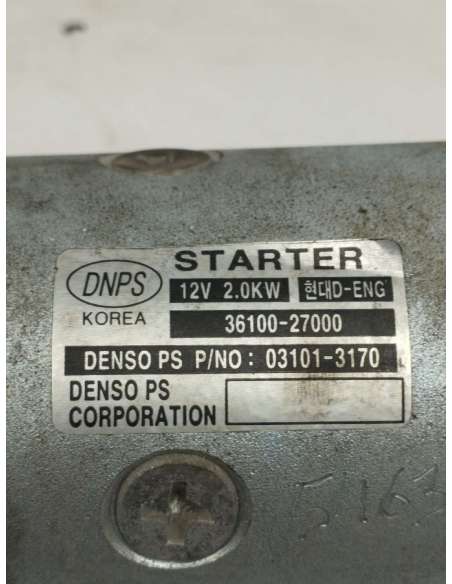 DNPS
KOREA
STARTER
12V 2.0KW 현대D-ENG
36100-27000
DENSO PS P/NO: 03101-3170
DENSO PS
CORPORATION
5163